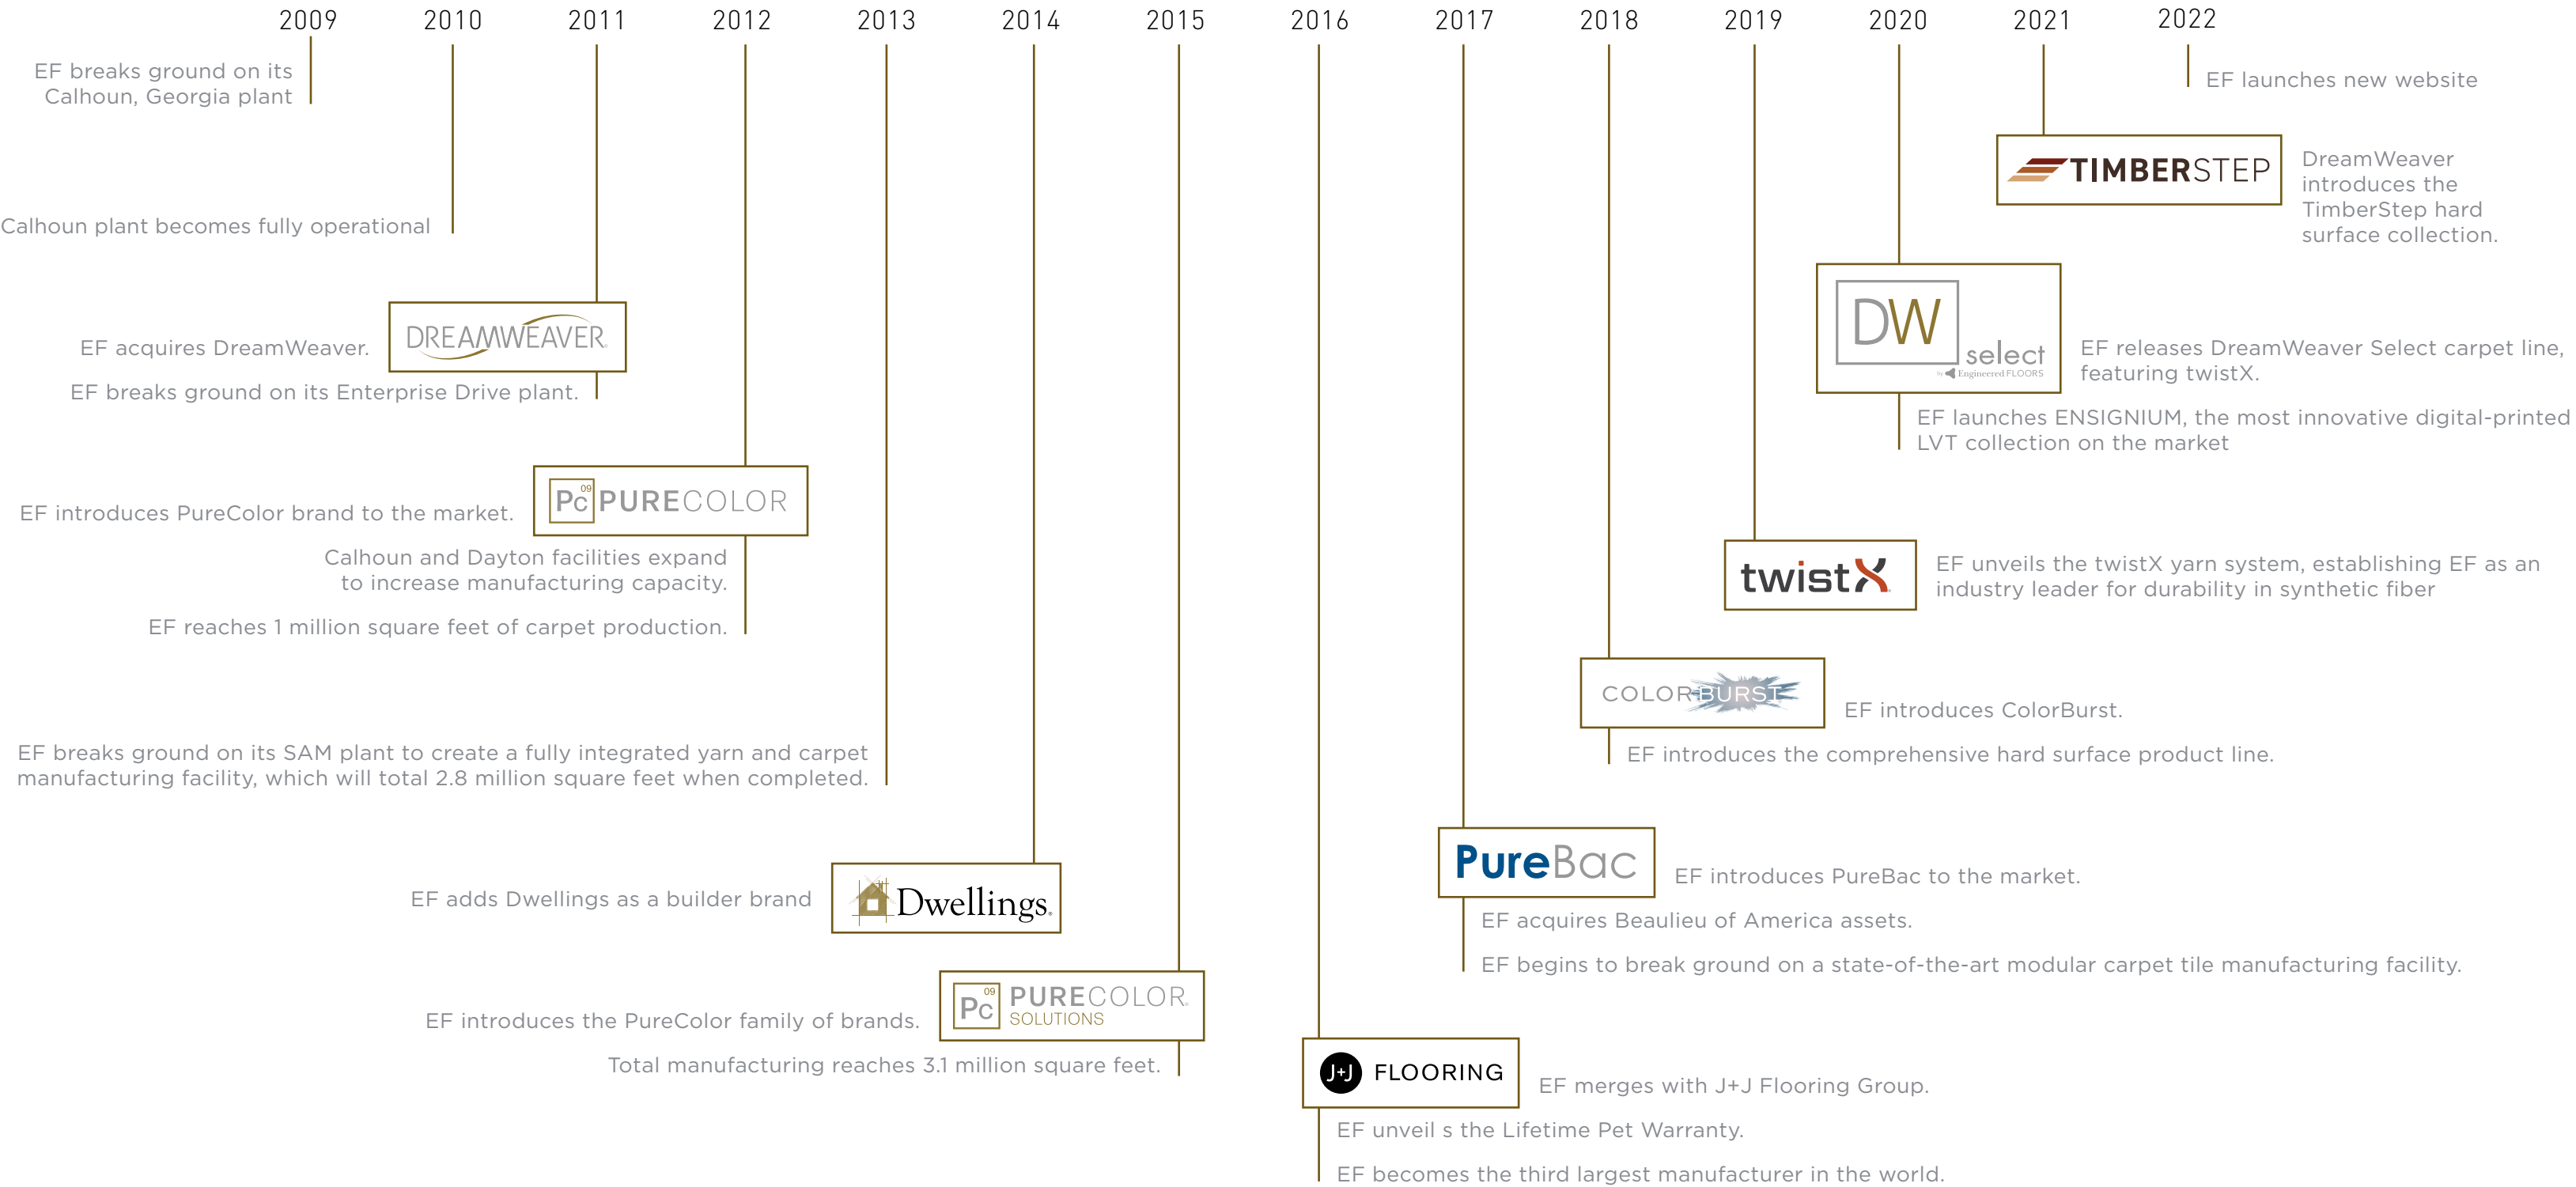 2009 2010 2011 2012 2013 2014 2015 2016 2017 2018 2019 2020 2021 2022
EF breaks ground on its
Calhoun, Georgia plant
Calhoun plant becomes fully operational
DREAMWEAVER
EF acquires DreamWeaver.
EF breaks ground on its Enterprise Drive plant.
Pc 09 PURECOLOR
EF introduces PureColor brand to the market.
Calhoun and Dayton facilities expand
to increase manufacturing capacity.
EF reaches 1 million square feet of carpet production.
EF breaks ground on its SAM plant to create a fully integrated yarn and carpet
manufacturing facility, which will total 2.8 million square feet when completed.
EF adds Dwellings as a builder brand
Dwellings®
Pc 09 PURECOLOR®
SOLUTIONS
EF introduces the PureColor family of brands.
Total manufacturing reaches 3.1 million square feet.
J+J FLOORING
EF merges with J+J Flooring Group.
EF unveil s the Lifetime Pet Warranty.
EF becomes the third largest manufacturer in the world.
PureBac
EF introduces PureBac to the market.
EF acquires Beaulieu of America assets.
EF begins to break ground on a state-of-the-art modular carpet tile manufacturing facility.
COLORBURST
EF introduces ColorBurst.
EF introduces the comprehensive hard surface product line.
twistX
EF unveils the twistX yarn system, establishing EF as an
industry leader for durability in synthetic fiber
DW
select
by Engineered FLOORS
EF releases DreamWeaver Select carpet line,
featuring twistX.
EF launches ENSIGNIUM, the most innovative digital-printed
LVT collection on the market
TIMBERSTEP
DreamWeaver
introduces the
TimberStep hard
surface collection.
EF launches new website